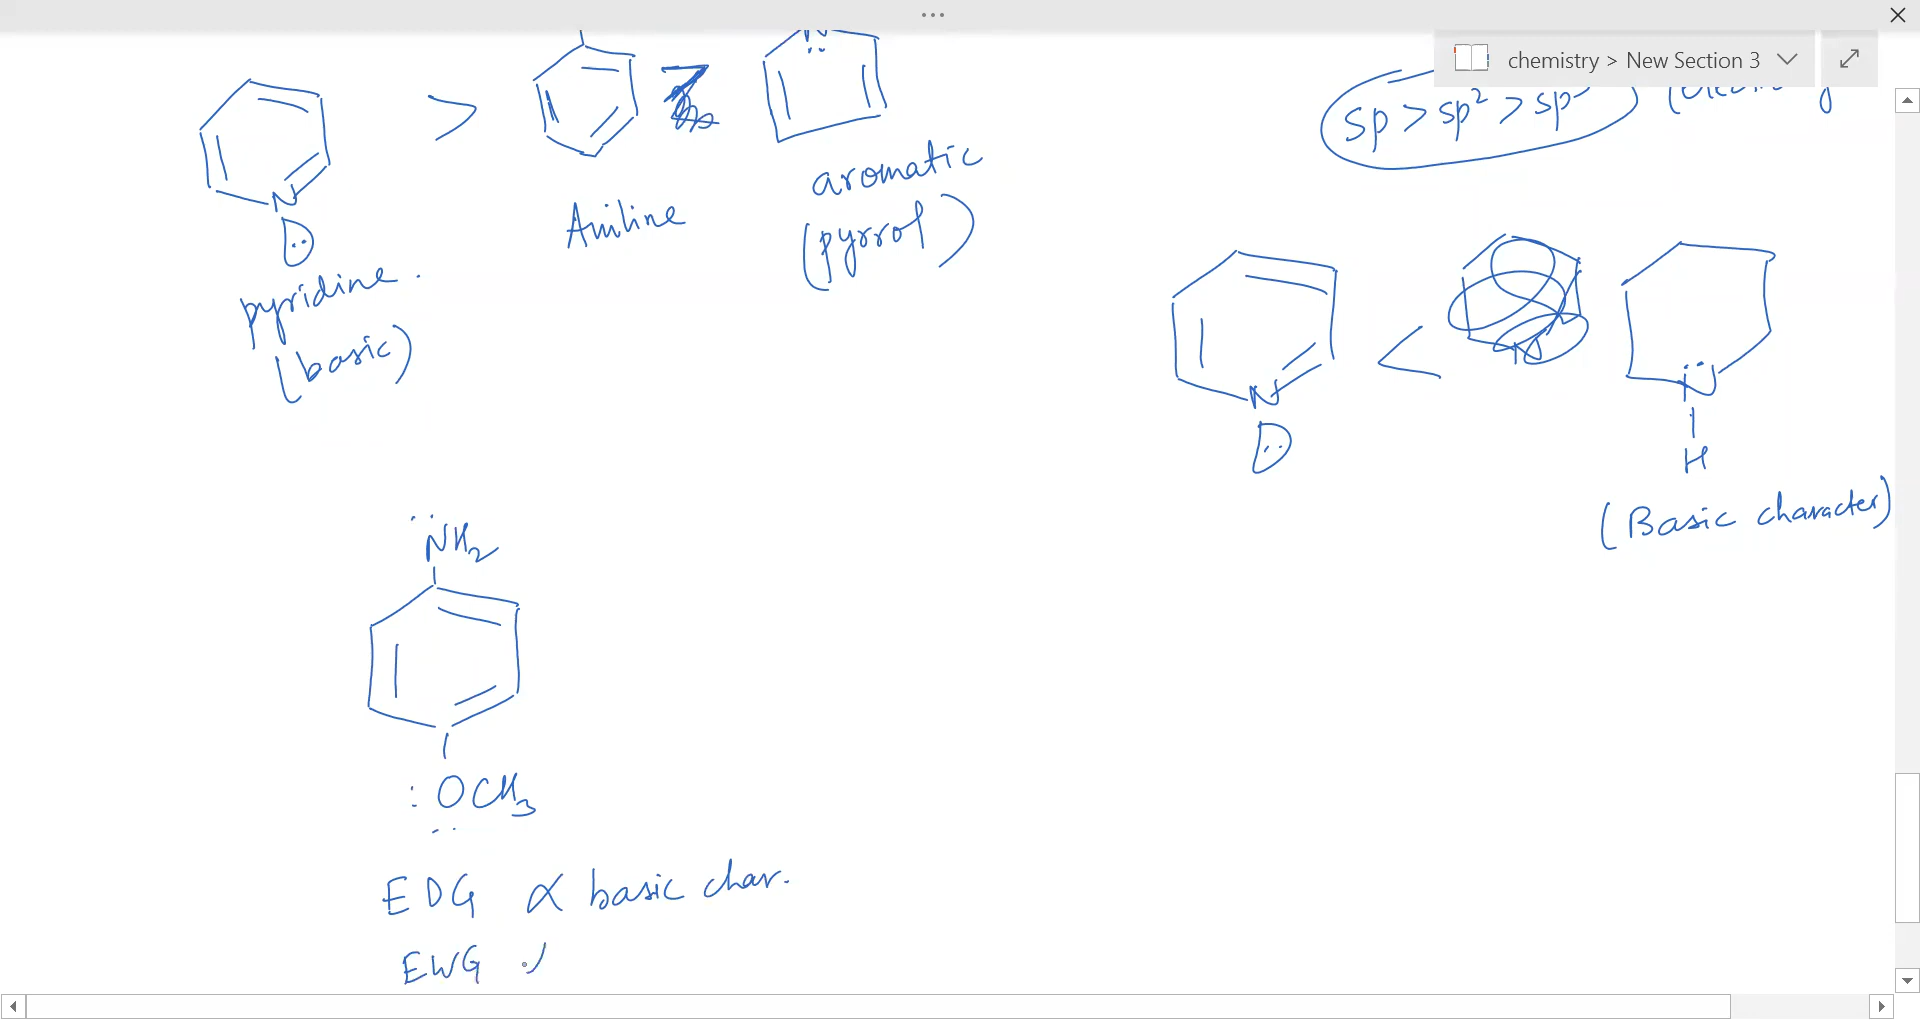 chemistry > New Section 3
N
>
sp > sp² > sp
aromatic
(pyrrol)
Aniline
N
pyridine.
(basic)
<
N
N
H
(Basic character)
NH2
: OCH3
EDG ∝ basic char.
EWG